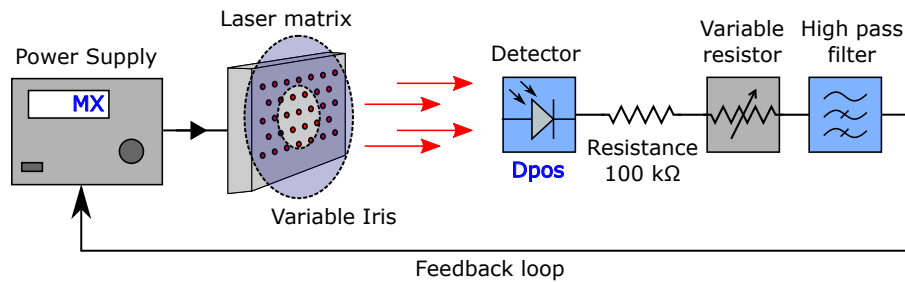 Laser matrix
Power Supply
MX
Variable Iris
Detector
Dpos
Resistance
100 kΩ
Variable
resistor
High pass
filter
Feedback loop